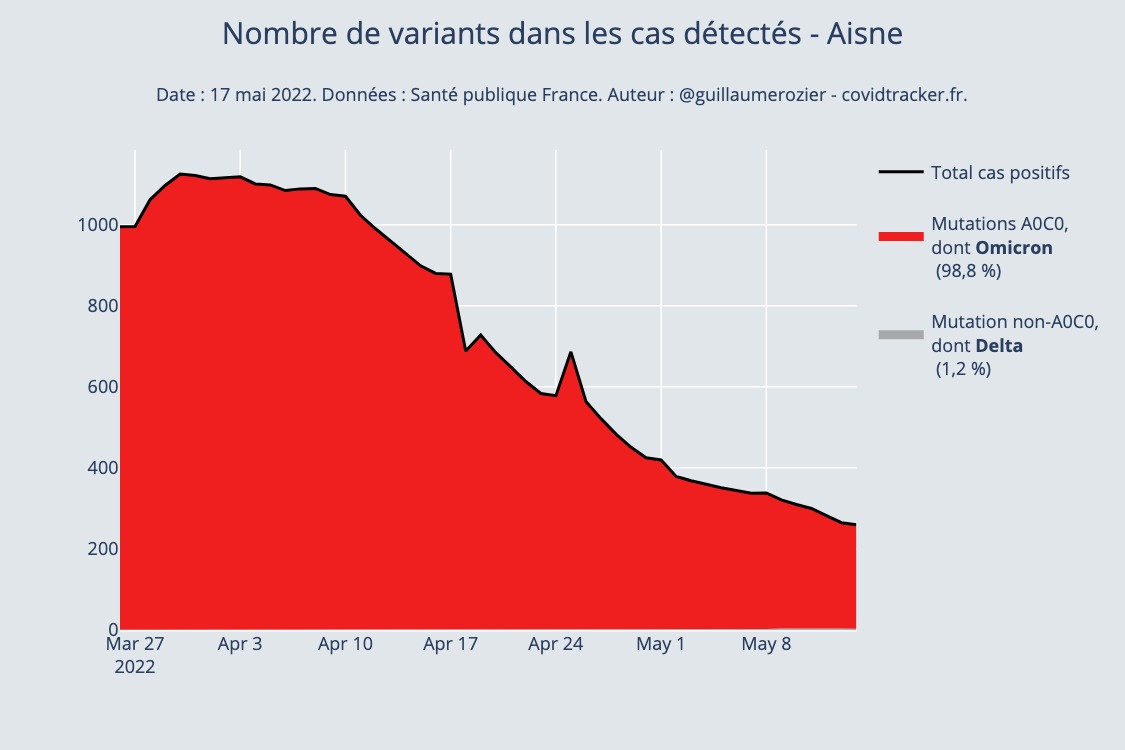 Nombre de variants dans les cas détectés - Aisne
Date : 17 mai 2022. Données : Santé publique France. Auteur : @guillaumerozier - covidtracker.fr.
Total cas positifs
Mutations A0C0,
dont Omicron
(98,8 %)
Mutation non-A0C0,
dont Delta
(1,2 %)
1000
800
600
400
200
0
Mar 27
2022
Apr 3
Apr 10
Apr 17
Apr 24
May 1
May 8